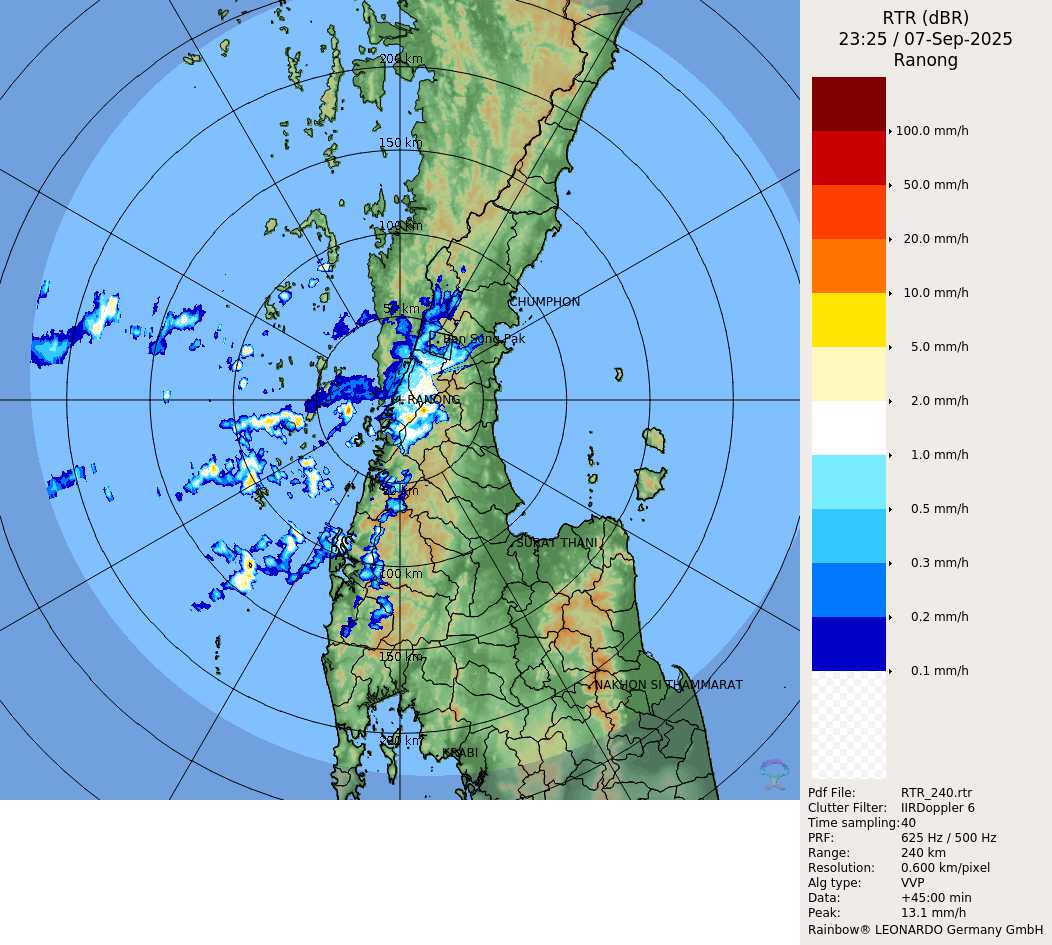 RTR (dBR)
23:25 / 07-Sep-2025
Ranong
100.0 mm/h
50.0 mm/h
20.0 mm/h
10.0 mm/h
5.0 mm/h
2.0 mm/h
1.0 mm/h
0.5 mm/h
0.3 mm/h
0.2 mm/h
0.1 mm/h
Pdf File: RTR_240.rtr
Clutter Filter: IIRDoppler 6
Time sampling: 40
PRF: 625 Hz / 500 Hz
Range: 240 km
Resolution: 0.600 km/pixel
Alg type: VVP
Data: +45:00 min
Peak: 13.1 mm/h
Rainbow® LEONARDO Germany GmbH
200 km
150 km
100 km
50 km
CHUMPHON
Ban Song Pak
RANONG
50 km
SURAT THANI
100 km
150 km
NAKHON SI THAMMARAT
200 km
KRABI